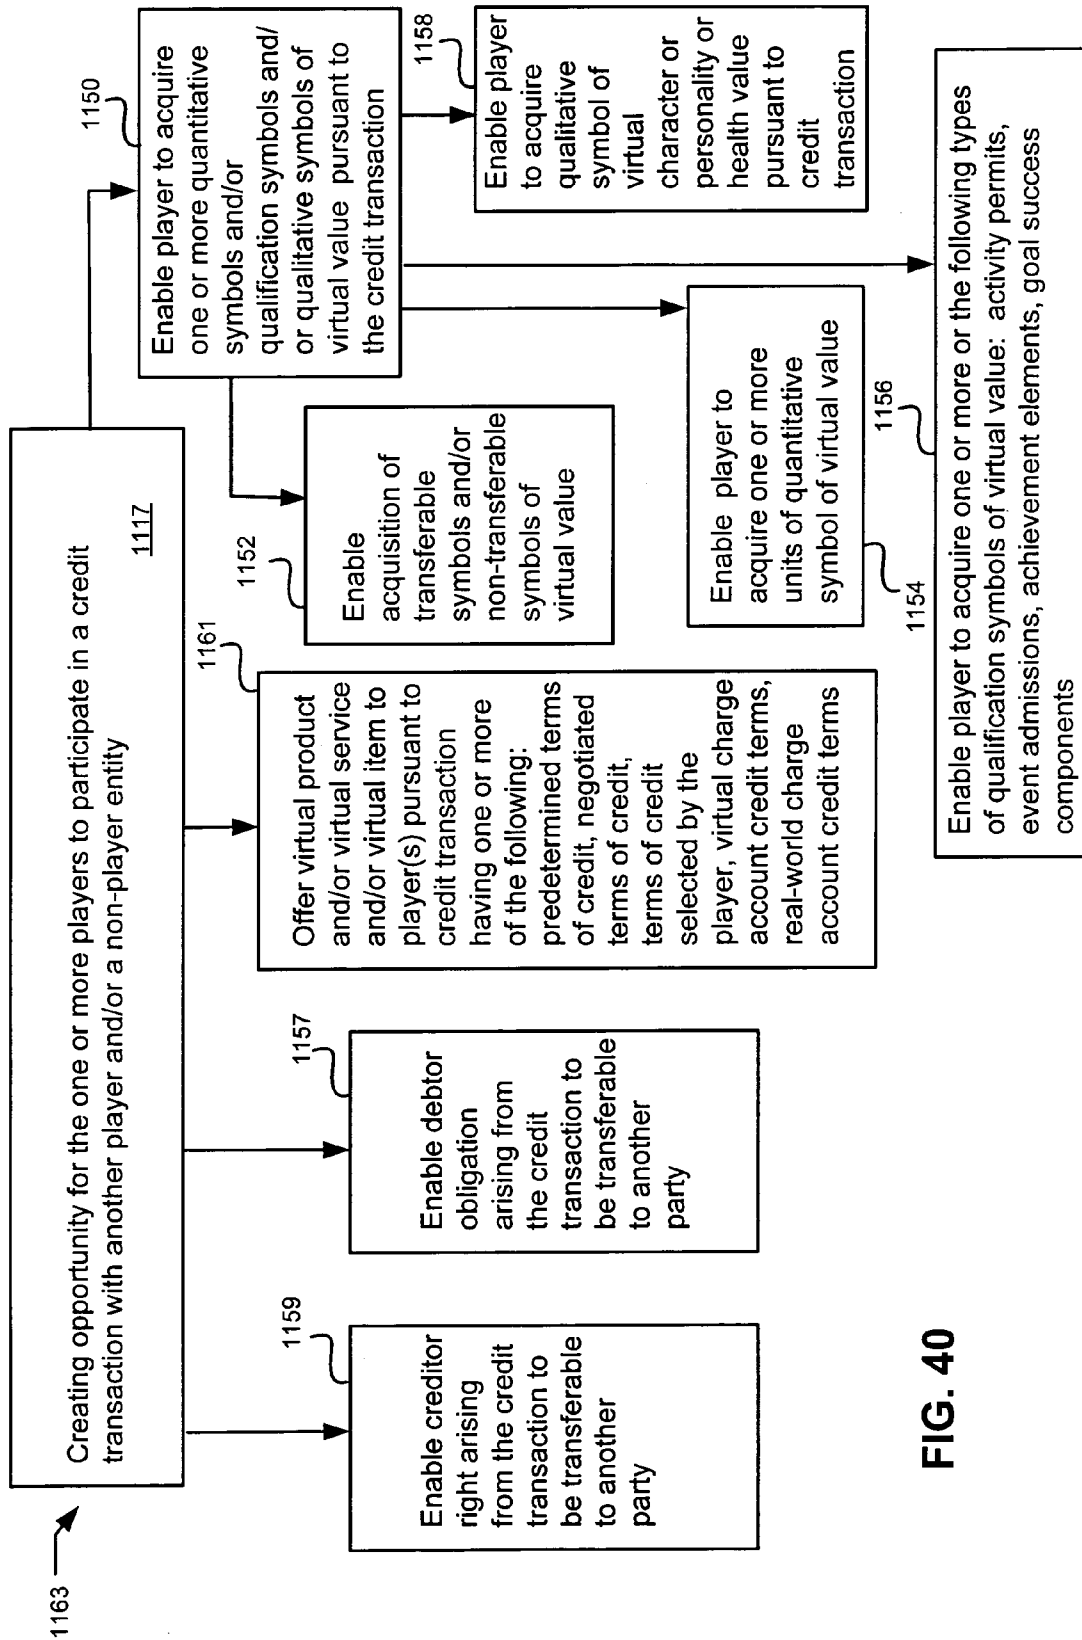 1163
Creating opportunity for the one or more players to participate in a credit
transaction with another player and/or a non-player entity
1117
1159
Enable creditor
right arising
from the credit
transaction to
be transferable
to another
party
1157
Enable debtor
obligation
arising from
the credit
transaction to
be transferable
to another
party
1161
Offer virtual product
and/or virtual service
and/or virtual item to
player(s) pursuant to
credit transaction
having one or more
of the following:
predetermined terms
of credit, negotiated
terms of credit,
terms of credit
selected by the
player, virtual charge
account credit terms,
real-world charge
account credit terms
1150
Enable player to acquire
one or more quantitative
symbols and/or
qualification symbols and/
or qualitative symbols of
virtual value pursuant to
the credit transaction
1152
Enable
acquisition of
transferable
symbols and/or
non-transferable
symbols of
virtual value
1158
Enable player
to acquire
qualitative
symbol of
virtual
character or
personality or
health value
pursuant to
credit
transaction
1154
Enable player to
acquire one or more
units of quantitative
symbol of virtual value
1156
Enable player to acquire one or more or the following types
of qualification symbols of virtual value: activity permits,
event admissions, achievement elements, goal success
components
FIG. 40